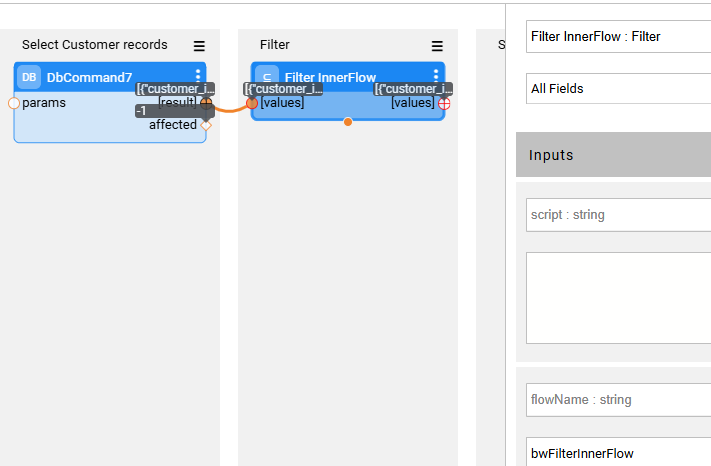 Select Customer records
Filter
S
DB DbCommand7
[{"customer_i...
params [result]
-1
affected
Filter InnerFlow
[{"customer_i... [{"customer_i...
[values] [values]
Filter InnerFlow : Filter
All Fields
Inputs
script : string
flowName : string
bwFilterInnerFlow